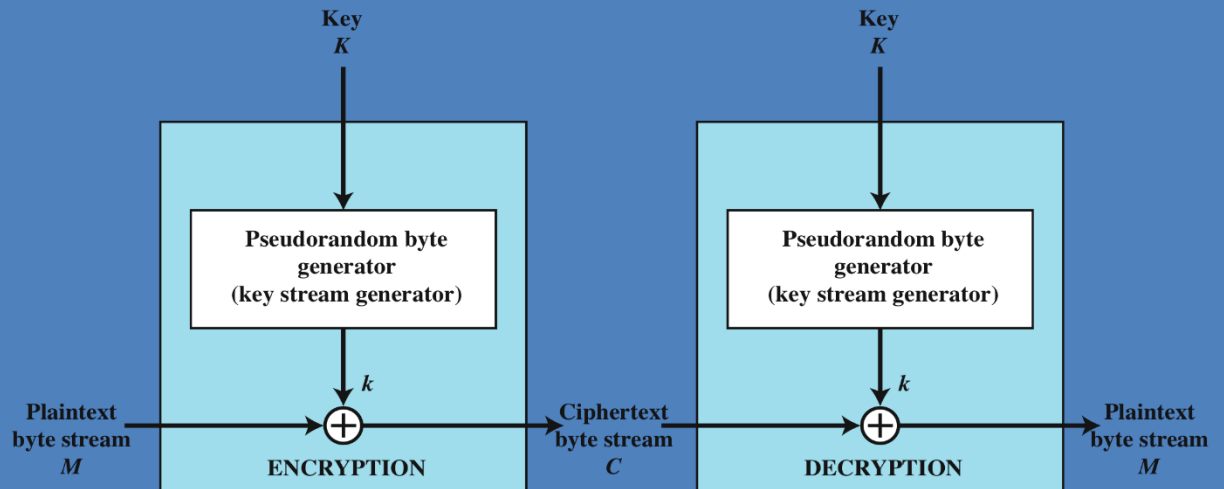 Key
K
Key
K
Pseudorandom byte
generator
(key stream generator)
Pseudorandom byte
generator
(key stream generator)
k
k
Plaintext
byte stream
M
ENCRYPTION
Ciphertext
byte stream
C
DECRYPTION
Plaintext
byte stream
M